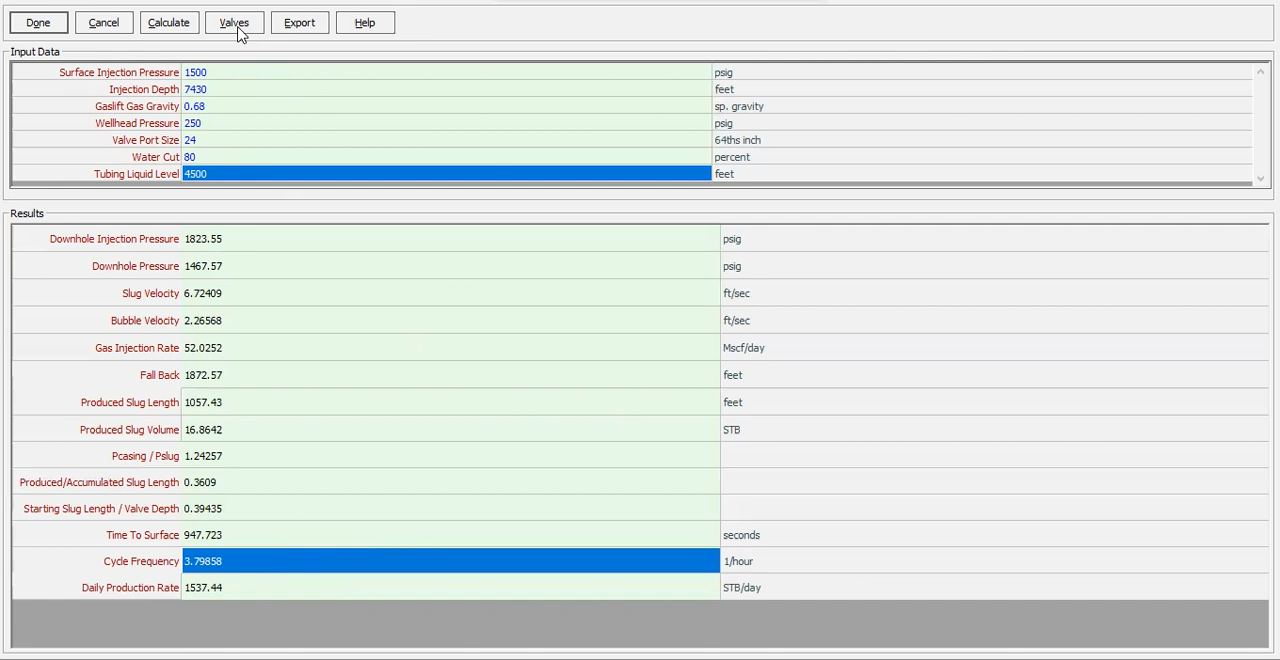 Done Cancel Calculate Valves Export Help
Input Data
Surface Injection Pressure 1500 psig
Injection Depth 7430 feet
Gaslift Gas Gravity 0.68 sp. gravity
Wellhead Pressure 250 psig
Valve Port Size 24 64ths inch
Water Cut 80 percent
Tubing Liquid Level 4500 feet
Results
Downhole Injection Pressure 1823.55 psig
Downhole Pressure 1467.57 psig
Slug Velocity 6.72409 ft/sec
Bubble Velocity 2.26568 ft/sec
Gas Injection Rate 52.0252 Mscf/day
Fall Back 1872.57 feet
Produced Slug Length 1057.43 feet
Produced Slug Volume 16.8642 STB
Pcasing / Pslug 1.24257
Produced/Accumulated Slug Length 0.3609
Starting Slug Length / Valve Depth 0.39435
Time To Surface 947.723 seconds
Cycle Frequency 3.79858 1/hour
Daily Production Rate 1537.44 STB/day